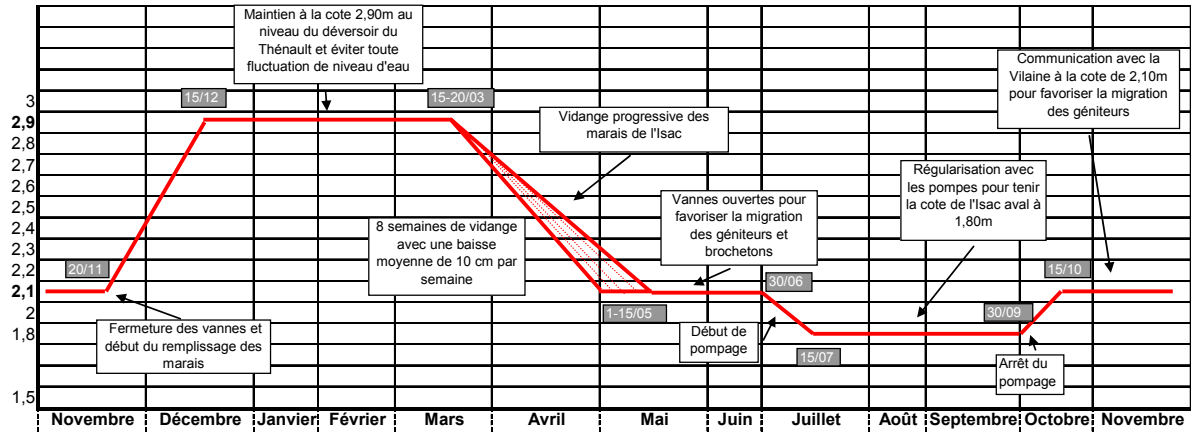 Maintien à la cote 2,90m au
niveau du déversoir du
Thénault et éviter toute
fluctuation de niveau d'eau
Communication avec la
Vilaine à la cote de 2,10m
pour favoriser la migration
des géniteurs
15/12
15-20/03
Vidange progressive des
marais de l'Isac
Régularisation avec
les pompes pour tenir
la cote de l'Isac aval à
1,80m
Vannes ouvertes pour
favoriser la migration
des géniteurs et
brochetons
8 semaines de vidange
avec une baisse
moyenne de 10 cm par
semaine
20/11
30/06
15/10
1-15/05
30/09
Fermeture des vannes et
début du remplissage des
marais
Début de
pompage
15/07
Arrêt du
pompage
3
2,9
2,8
2,7
2,6
2,5
2,4
2,3
2,2
2,1
2
1,8
1,5
Novembre Décembre Janvier Février Mars Avril Mai Juin Juillet Août Septembre Octobre Novembre